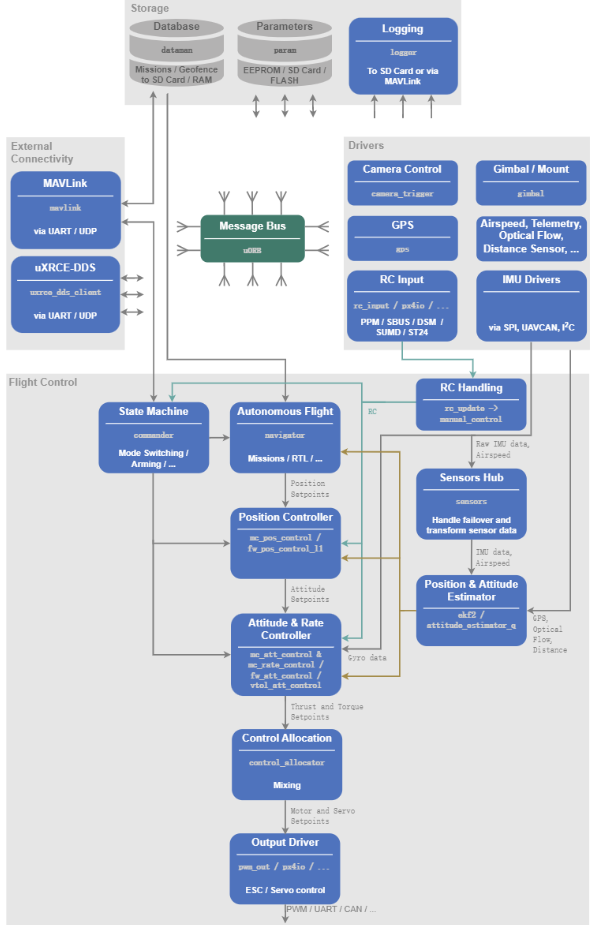 Storage
Database
dataman
Missions / Geofence
to SD Card / RAM
Parameters
param
EEPROM / SD Card /
FLASH
Logging
logger
To SD Card or via
MAVLink
External
Connectivity
MAVLink
mavlink
via UART / UDP
uXRCE-DDS
uxrce_dds_client
via UART / UDP
Message Bus
uORB
Drivers
Camera Control
camera_trigger
Gimbal / Mount
gimbal
GPS
gps
Airspeed, Telemetry,
Optical Flow,
Distance Sensor, ...
RC Input
rc_input / px4io / ...
PPM / SBUS / DSM /
SUMD / ST24
IMU Drivers
via SPI, UAVCAN, I²C
Flight Control
State Machine
commander
Mode Switching /
Arming / ...
Autonomous Flight
navigator
Missions / RTL / ...
RC
RC Handling
rc_update ->
manual_control
Raw IMU data,
Airspeed
Position
Setpoints
Sensors Hub
sensors
Handle failover and
transform sensor data
Position Controller
mc_pos_control /
fw_pos_control_l1
IMU data,
Airspeed
Attitude
Setpoints
Position & Attitude
Estimator
ekf2 /
attitude_estimator_q
GPS,
Optical
Flow,
Distance
Attitude & Rate
Controller
mc_att_control &
mc_rate_control /
fw_att_control /
vtol_att_control
Gyro data
Thrust and Torque
Setpoints
Control Allocation
control_allocator
Mixing
Motor and Servo
Setpoints
Output Driver
pwm_out / px4io / ...
ESC / Servo control
PWM / UART / CAN / ...